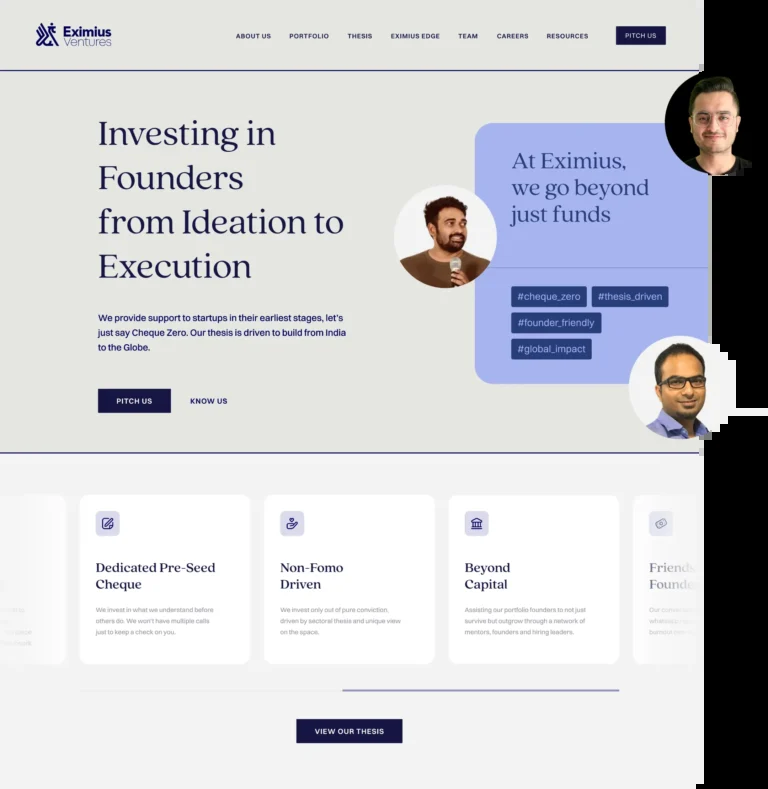 Eximius
Ventures
ABOUT US
PORTFOLIO
THESIS
EXIMIUS EDGE
TEAM
CAREERS
RESOURCES
PITCH US
Investing in
Founders
from Ideation to
Execution
We provide support to startups in their earliest stages, let's
just say Cheque Zero. Our thesis is driven to build from India
to the Globe.
PITCH US
KNOW US
At Eximius,
we go beyond
just funds
#cheque_zero
#thesis_driven
#founder_friendly
#global_impact
Dedicated Pre-Seed
Cheque
We invest in what we understand before
others do. We won't have multiple calls
just to keep a check on you.
Non-Fomo
Driven
We invest only out of pure conviction,
driven by sectoral thesis and unique view
on the space.
Beyond
Capital
Assisting our portfolio founders to not just
survive but outgrow through a network of
mentors, founders and hiring leaders.
VIEW OUR THESIS